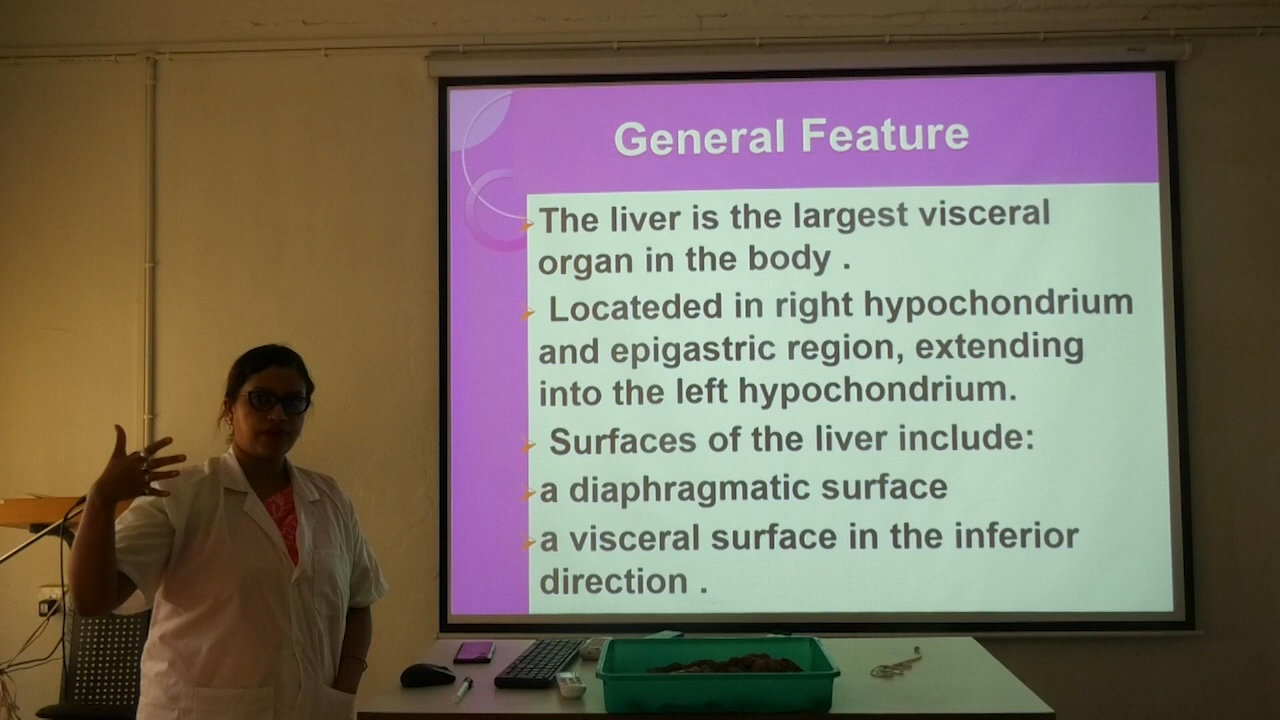 General Feature
The liver is the largest visceral
organ in the body .
Locateded in right hypochondrium
and epigastric region, extending
into the left hypochondrium.
Surfaces of the liver include:
a diaphragmatic surface
a visceral surface in the inferior
direction .